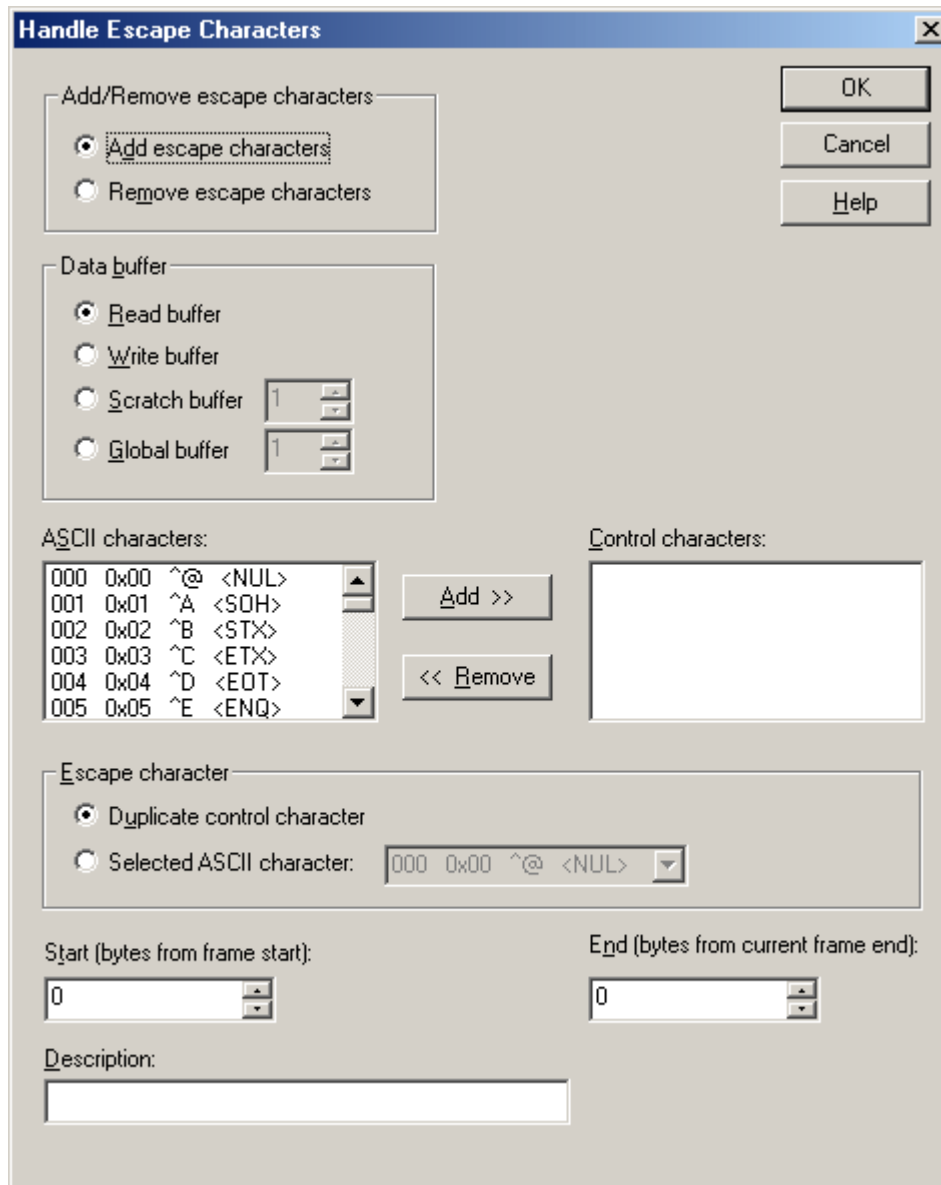 Handle Escape Characters
Add/Remove escape characters
Add escape characters
Remove escape characters
OK
Cancel
Help
Data buffer
Read buffer
Write buffer
Scratch buffer 1
Global buffer 1
ASCII characters:
000 0x00 ^@ <NUL>
001 0x01 ^A <SOH>
002 0x02 ^B <STX>
003 0x03 ^C <ETX>
004 0x04 ^D <EOT>
005 0x05 ^E <ENQ>
Add >>
<< Remove
Control characters:
Escape character
Duplicate control character
Selected ASCII character: 000 0x00 ^@ <NUL>
Start (bytes from frame start):
0
End (bytes from current frame end):
0
Description: